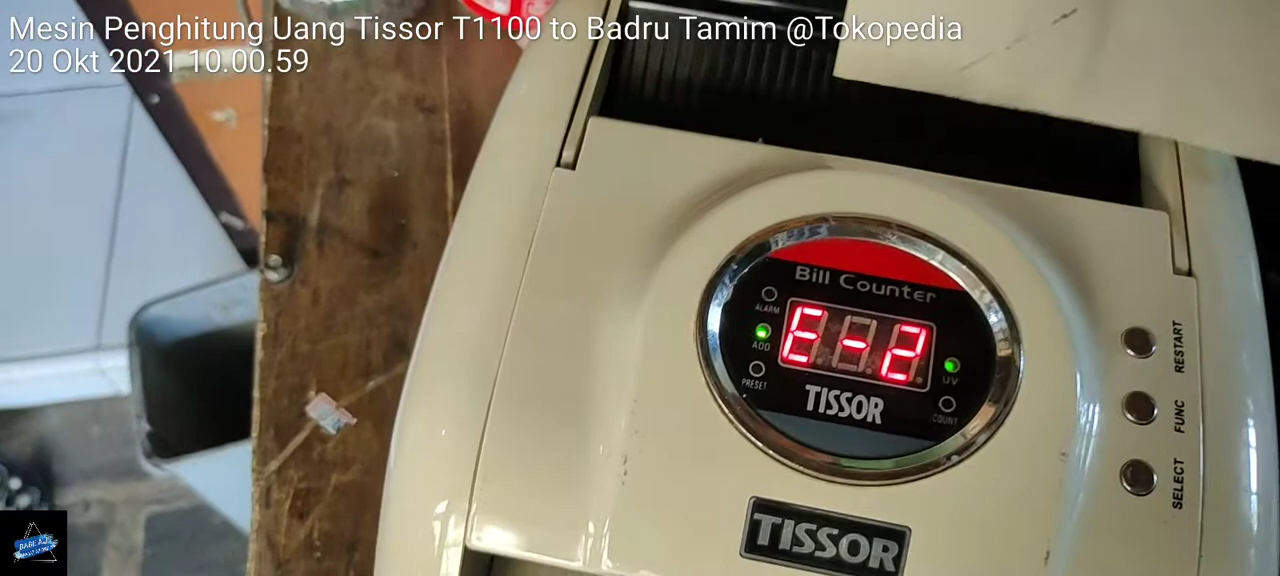 Mesin Penghitung Uang Tissor T1100 to Badru Tamim @Tokopedia
20 Okt 2021 10.00.59
Bill Counter
ALARM
ADD
PRESET
E-2
UV
COUNT
TISSOR
RESTART
FUNC
SELECT
TISSOR